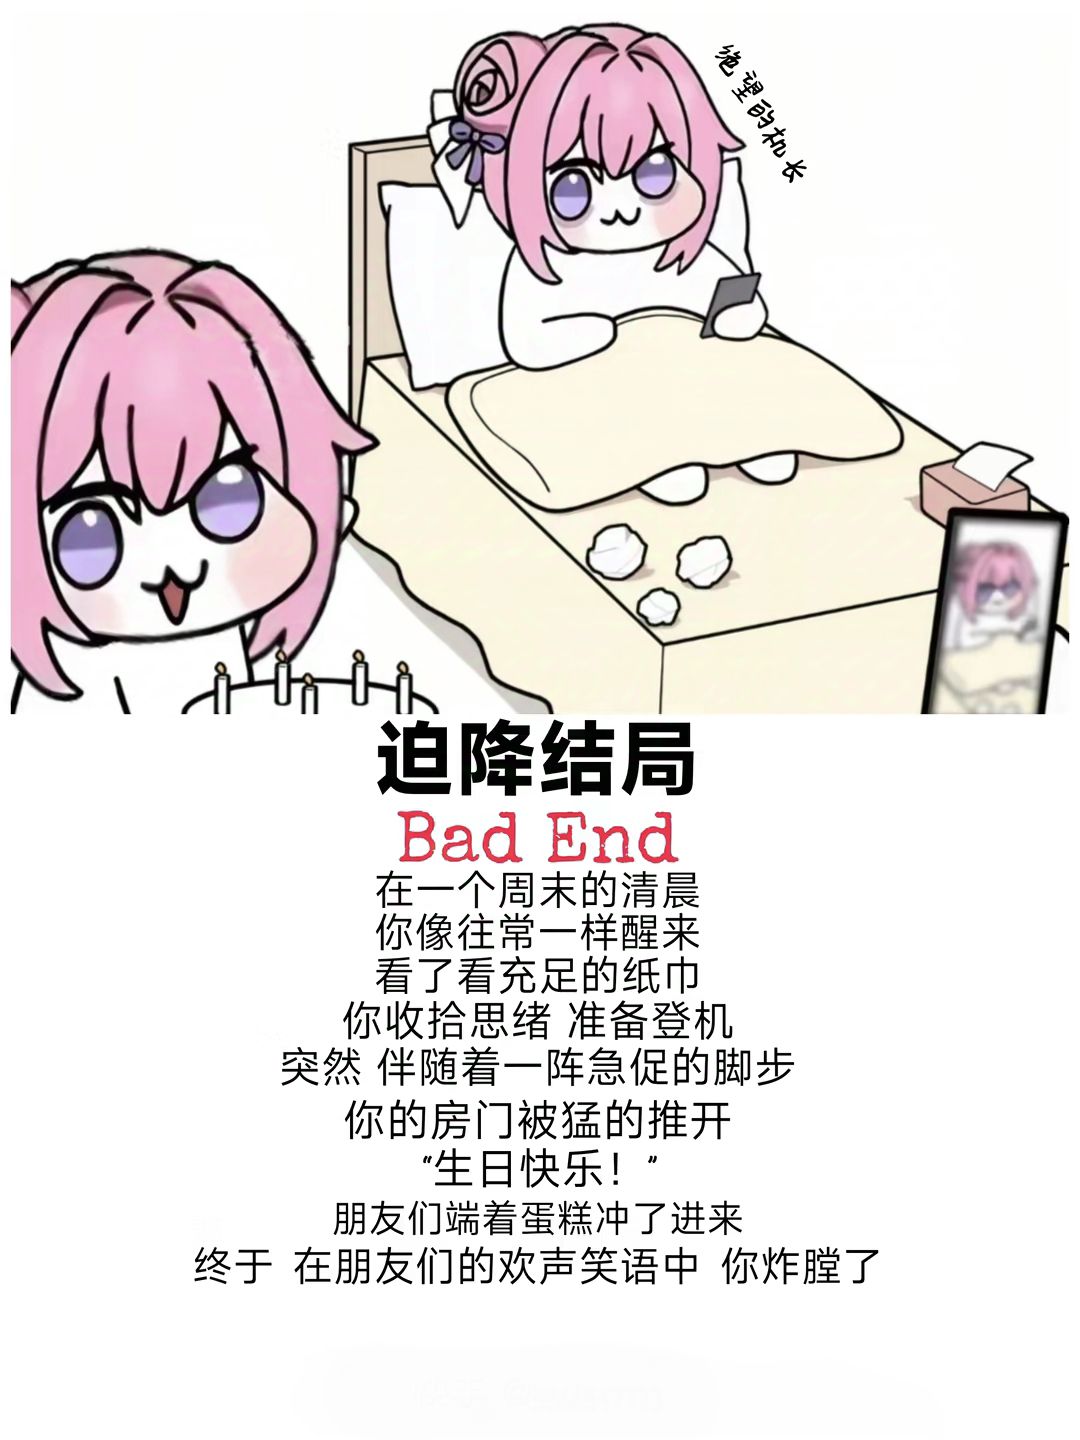 绝望的机长
迫降结局
Bad End
在一个周末的清晨
你像往常一样醒来
看了看充足的纸巾
你收拾思绪 准备登机
突然 伴随着一阵急促的脚步
你的房门被猛的推开
“生日快乐！”
朋友们端着蛋糕冲了进来
终于 在朋友们的欢声笑语中 你炸膛了